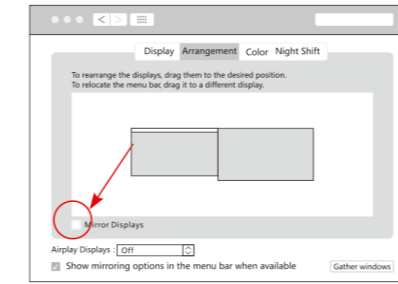 Display Arrangement Color Night Shift
To rearrange the displays, drag them to the desired position.
To relocate the menu bar, drag it to a different display.
Mirror Displays
Airplay Displays : Off
Show mirroring options in the menu bar when available
Gather windows